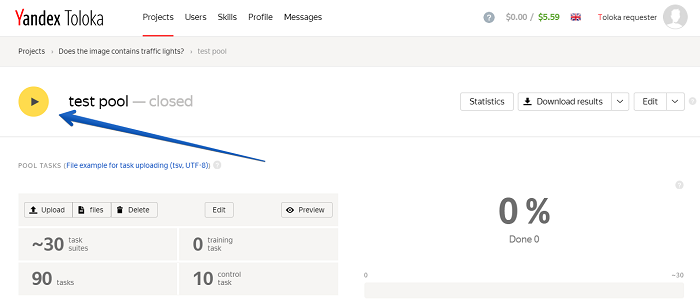 Yandex Toloka Projects Users Skills Profile Messages ? $0.00 / $5.59 Toloka requester
Projects › Does the image contains traffic lights? › test pool
test pool — closed Statistics Download results Edit ?
POOL TASKS (File example for task uploading (tsv, UTF-8)) ?
Upload files Delete Edit Preview
~30 task suites 0 training task
90 tasks 10 control task
?
0 %
Done 0
0 ~30